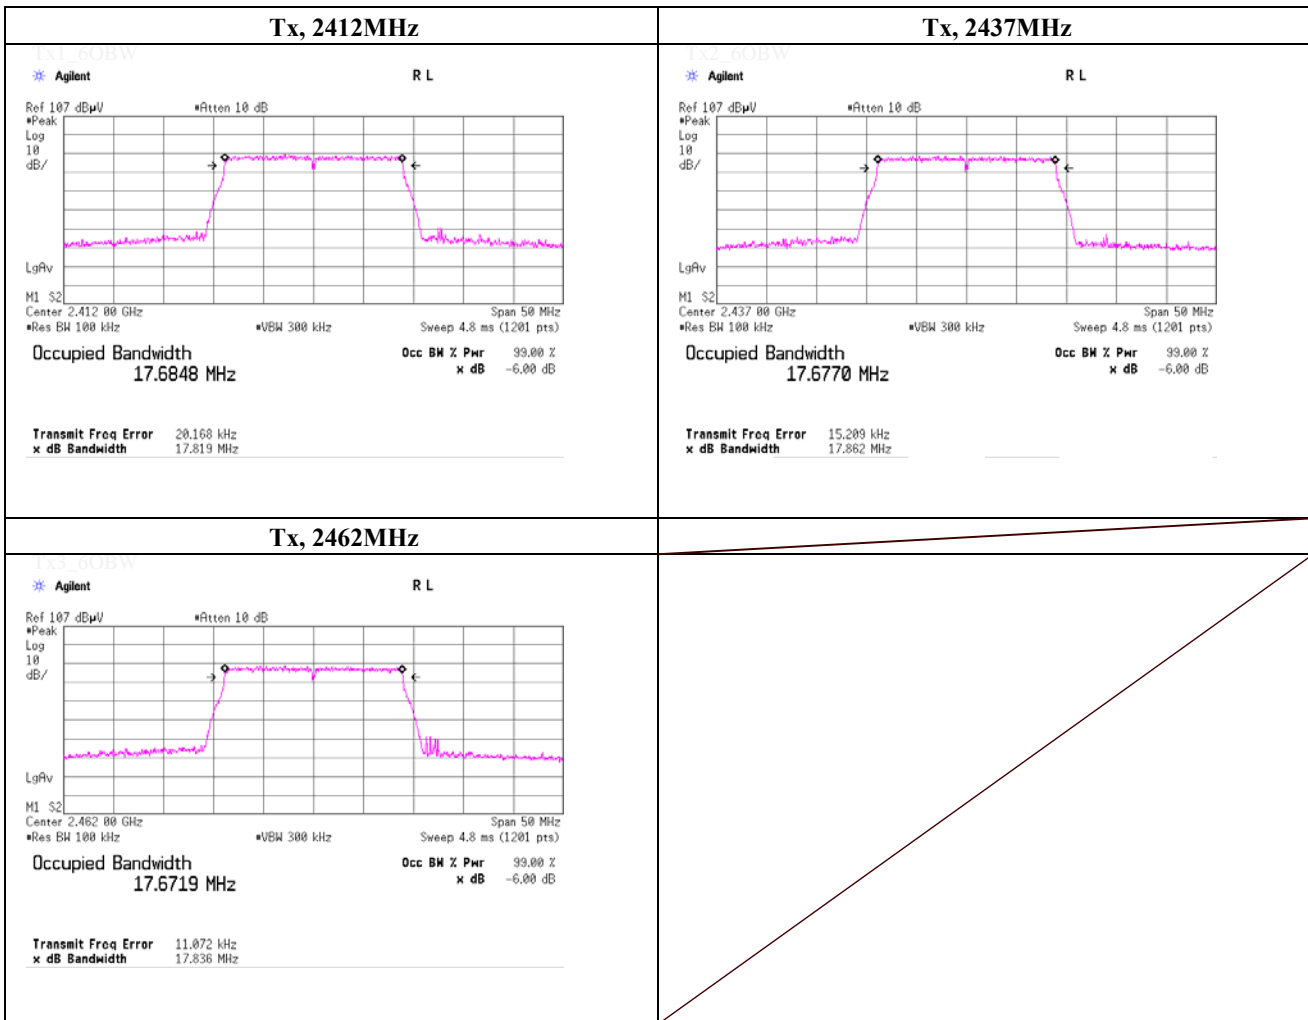 Tx, 2412MHz
Tx1_6OBW
Agilent R L
Ref 107 dBµV #Atten 10 dB
#Peak
Log
10
dB/
LgAv
M1 S2
Center 2.412 00 GHz Span 50 MHz
#Res BW 100 kHz #VBW 300 kHz Sweep 4.8 ms (1201 pts)
Occupied Bandwidth Occ BW % Pwr 99.00 %
17.6848 MHz x dB -6.00 dB
Transmit Freq Error 20.168 kHz
x dB Bandwidth 17.819 MHz
Tx, 2437MHz
Tx2_6OBW
Agilent R L
Ref 107 dBµV #Atten 10 dB
#Peak
Log
10
dB/
LgAv
M1 S2
Center 2.437 00 GHz Span 50 MHz
#Res BW 100 kHz #VBW 300 kHz Sweep 4.8 ms (1201 pts)
Occupied Bandwidth Occ BW % Pwr 99.00 %
17.6770 MHz x dB -6.00 dB
Transmit Freq Error 15.209 kHz
x dB Bandwidth 17.862 MHz
Tx, 2462MHz
Tx3_6OBW
Agilent R L
Ref 107 dBµV #Atten 10 dB
#Peak
Log
10
dB/
LgAv
M1 S2
Center 2.462 00 GHz Span 50 MHz
#Res BW 100 kHz #VBW 300 kHz Sweep 4.8 ms (1201 pts)
Occupied Bandwidth Occ BW % Pwr 99.00 %
17.6719 MHz x dB -6.00 dB
Transmit Freq Error 11.072 kHz
x dB Bandwidth 17.836 MHz